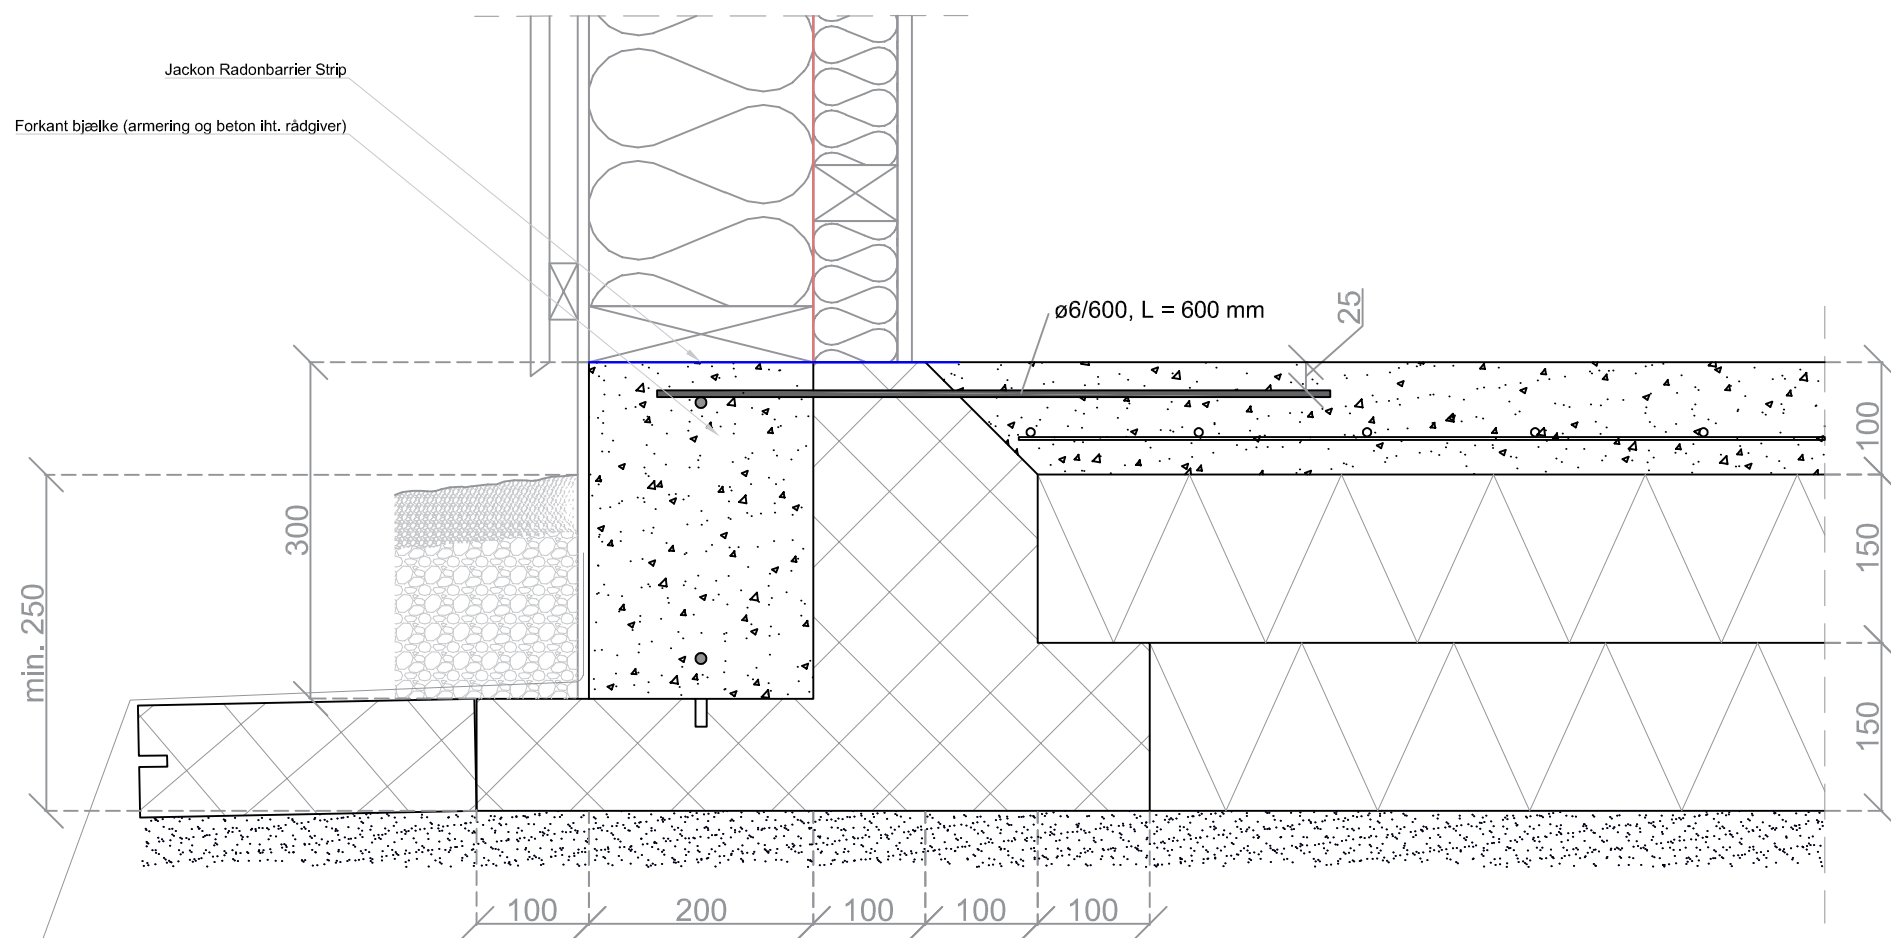 Jackon Radonbarrier Strip
Forkant bjælke (armering og beton iht. rådgiver)
ø6/600, L = 600 mm
25
100
300
150
min. 250
150
100
200
100
100
100